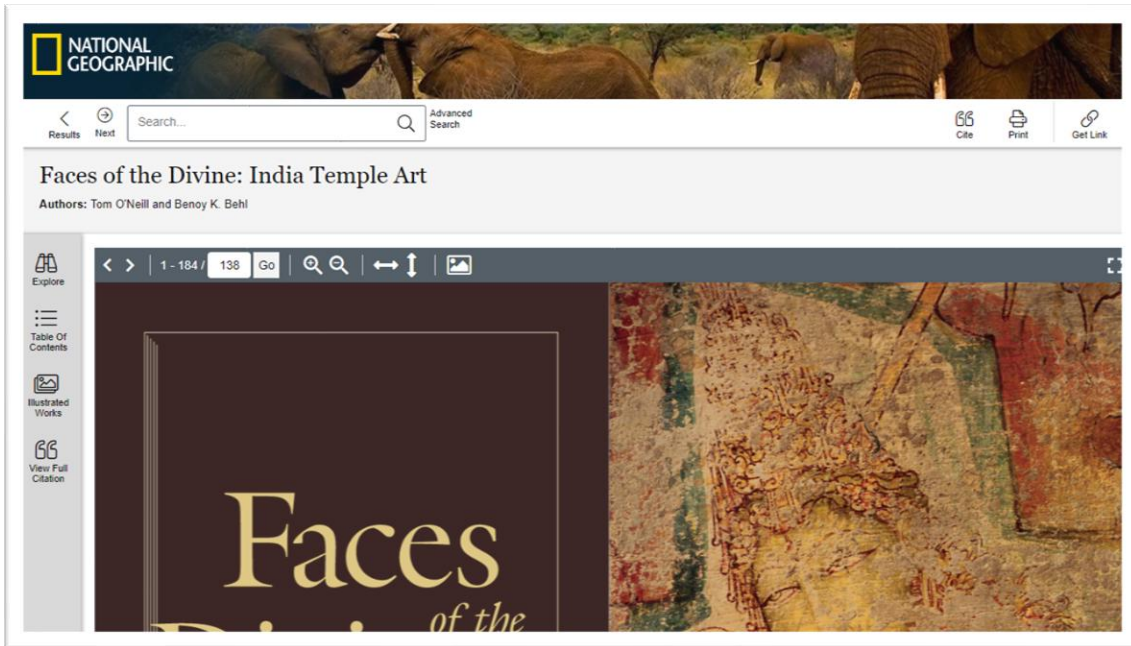 NATIONAL
GEOGRAPHIC
Results
Next
Search...
Advanced
Search
Cite
Print
Get Link
Faces of the Divine: India Temple Art
Authors: Tom O'Neill and Benoy K. Behl
Explore
Table Of
Contents
Illustrated
Works
View Full
Citation
1 - 184 / 138 Go
Faces
of the